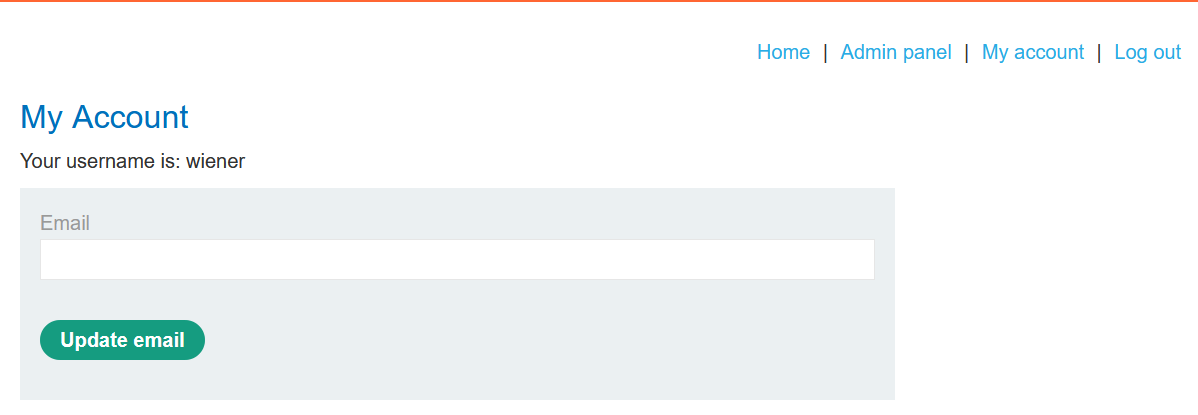 Home | Admin panel | My account | Log out
My Account
Your username is: wiener
Email
Update email